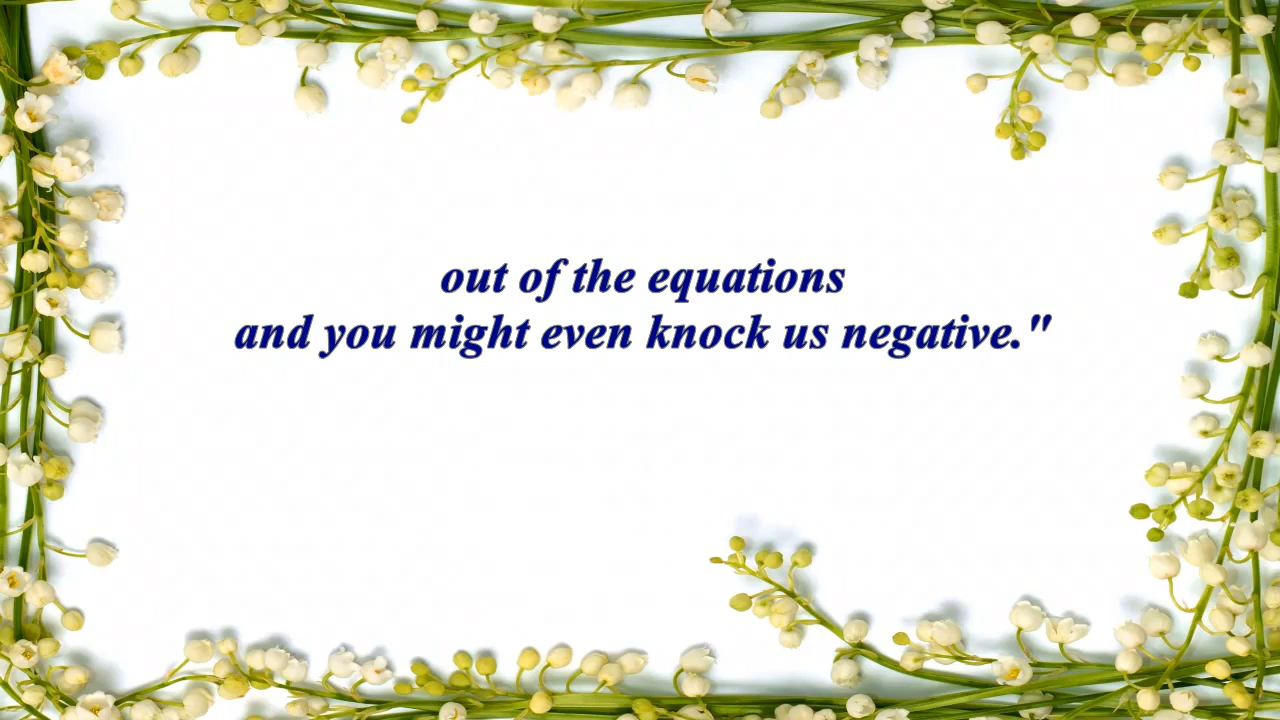 out of the equations
and you might even knock us negative."